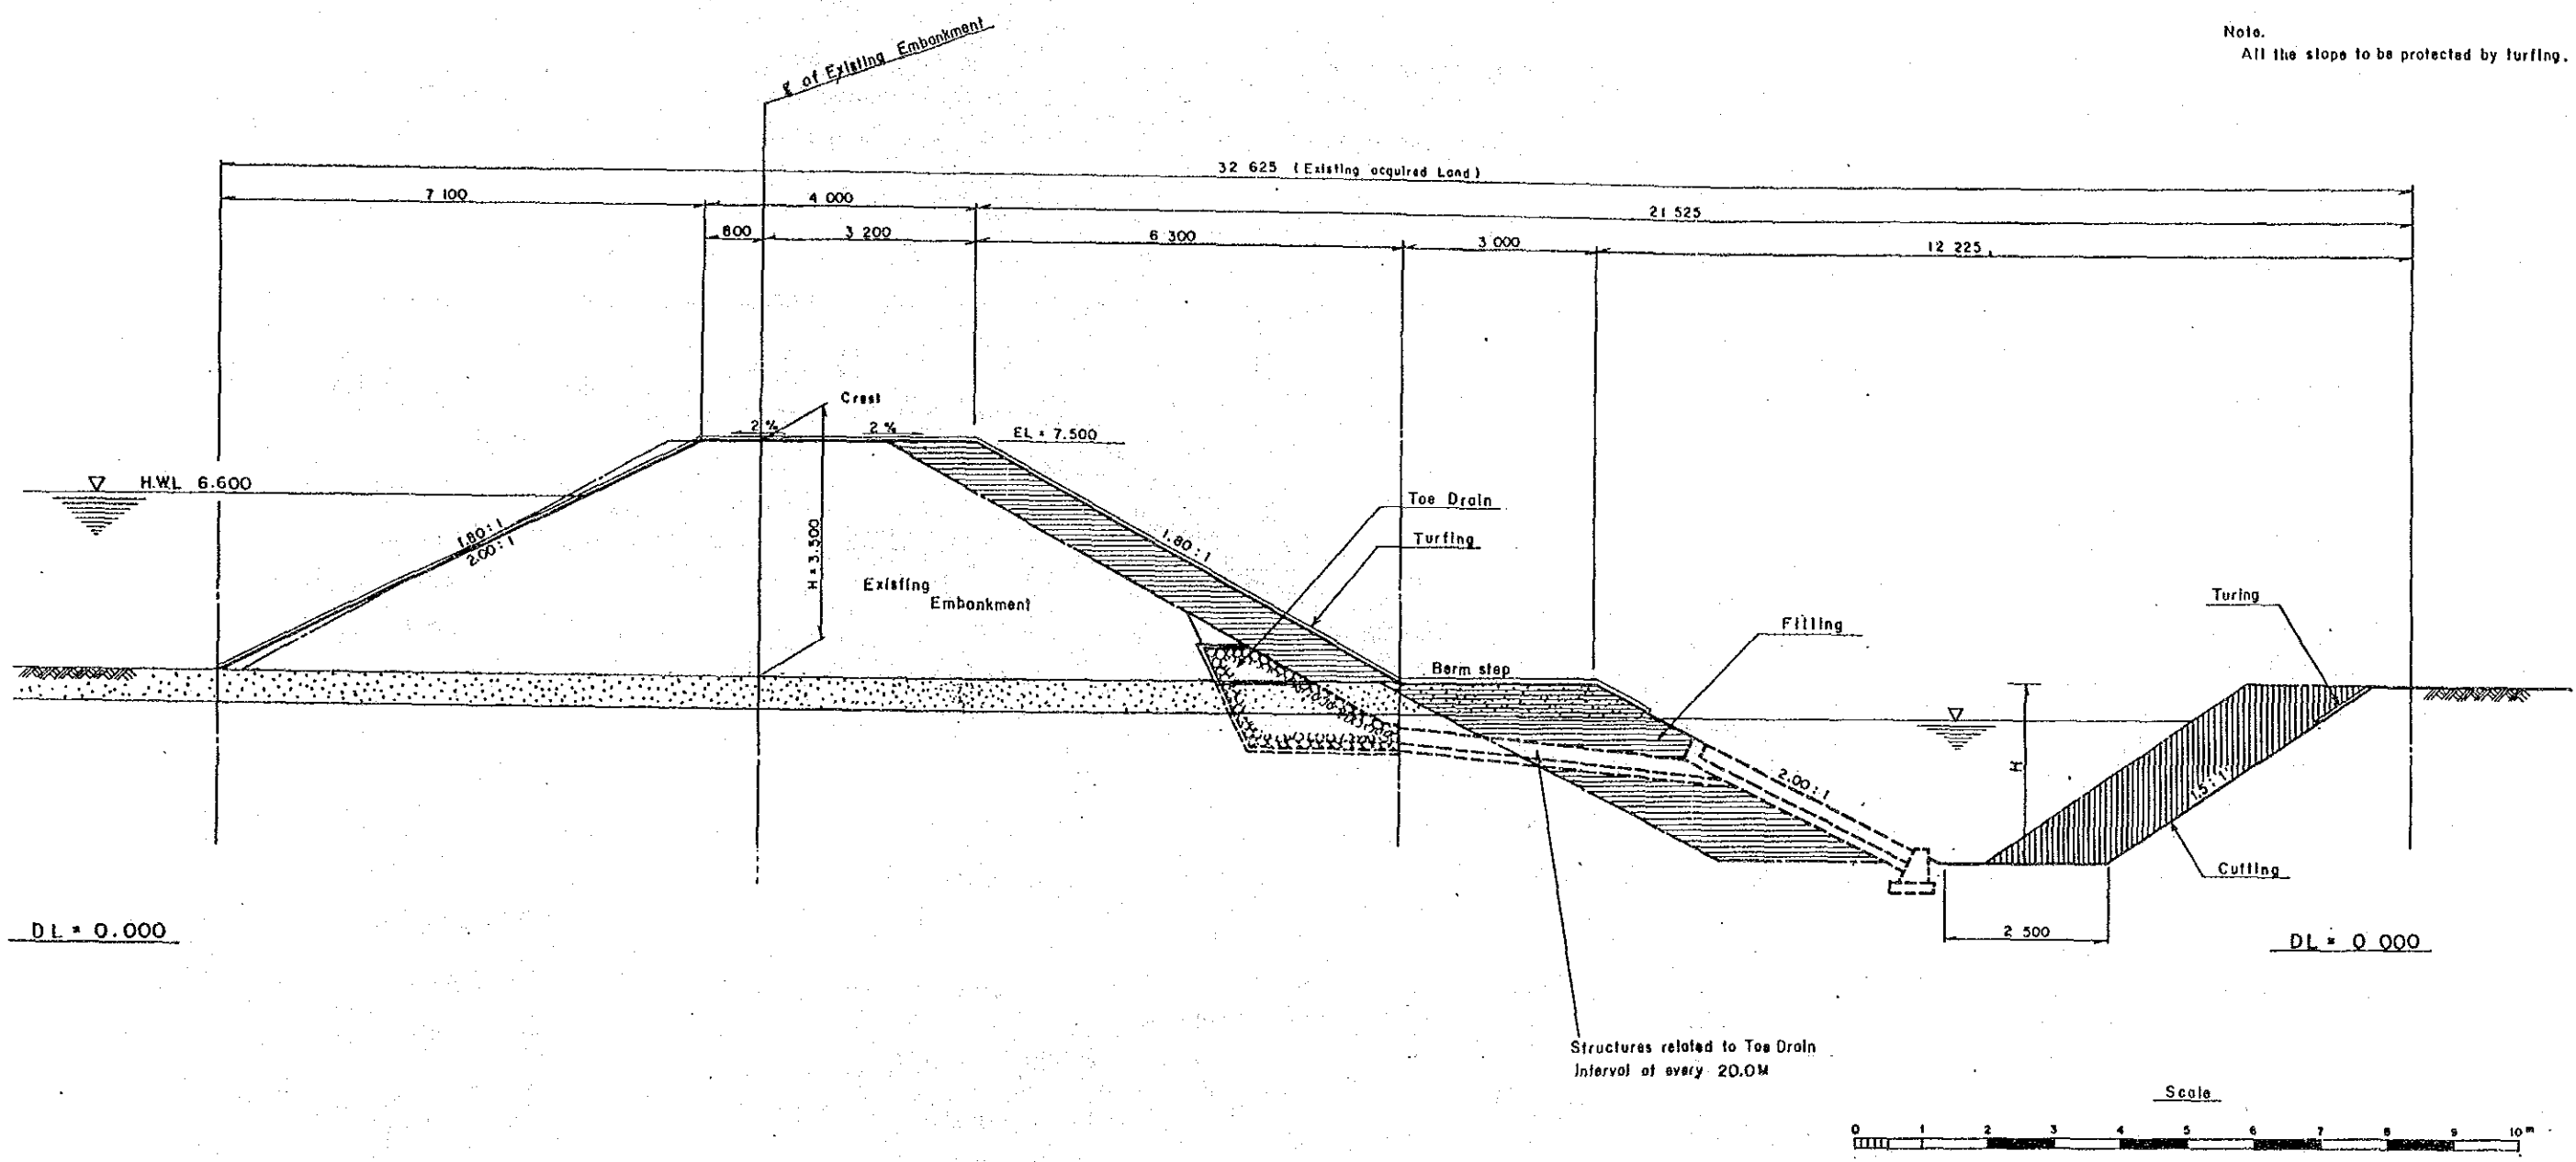 Note.
All the slope to be protected by turfing.
℄ of Existing Embankment
32 625 (Existing acquired Land)
7 100
4 000
21 525
800
3 200
6 300
3 000
12 225
Crest
2 %
2 %
EL = 7.500
H.W.L 6.600
1.80 : 1
2.00 : 1
H = 3.500
Existing
Embankment
Toe Drain
Turfing
1.80 : 1
Berm step
Filling
Turing
H
2.00 : 1
1.5 : 1
Cutting
2 500
DL = 0.000
DL = 0 000
Structures related to Toe Drain
Interval at every 20.0M
Scale
0 1 2 3 4 5 6 7 8 9 10 m